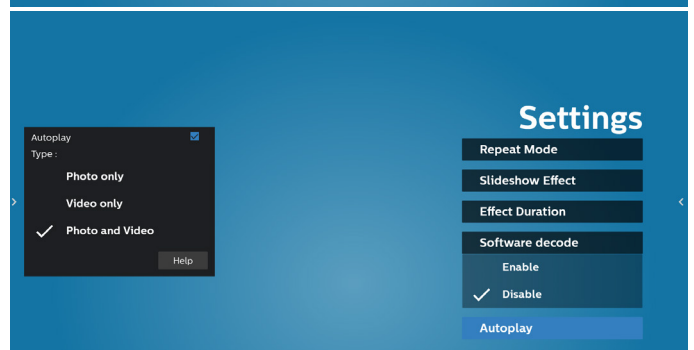 Settings
Autoplay
Type :
Photo only
Video only
Photo and Video
Help
Repeat Mode
Slideshow Effect
Effect Duration
Software decode
Enable
Disable
Autoplay